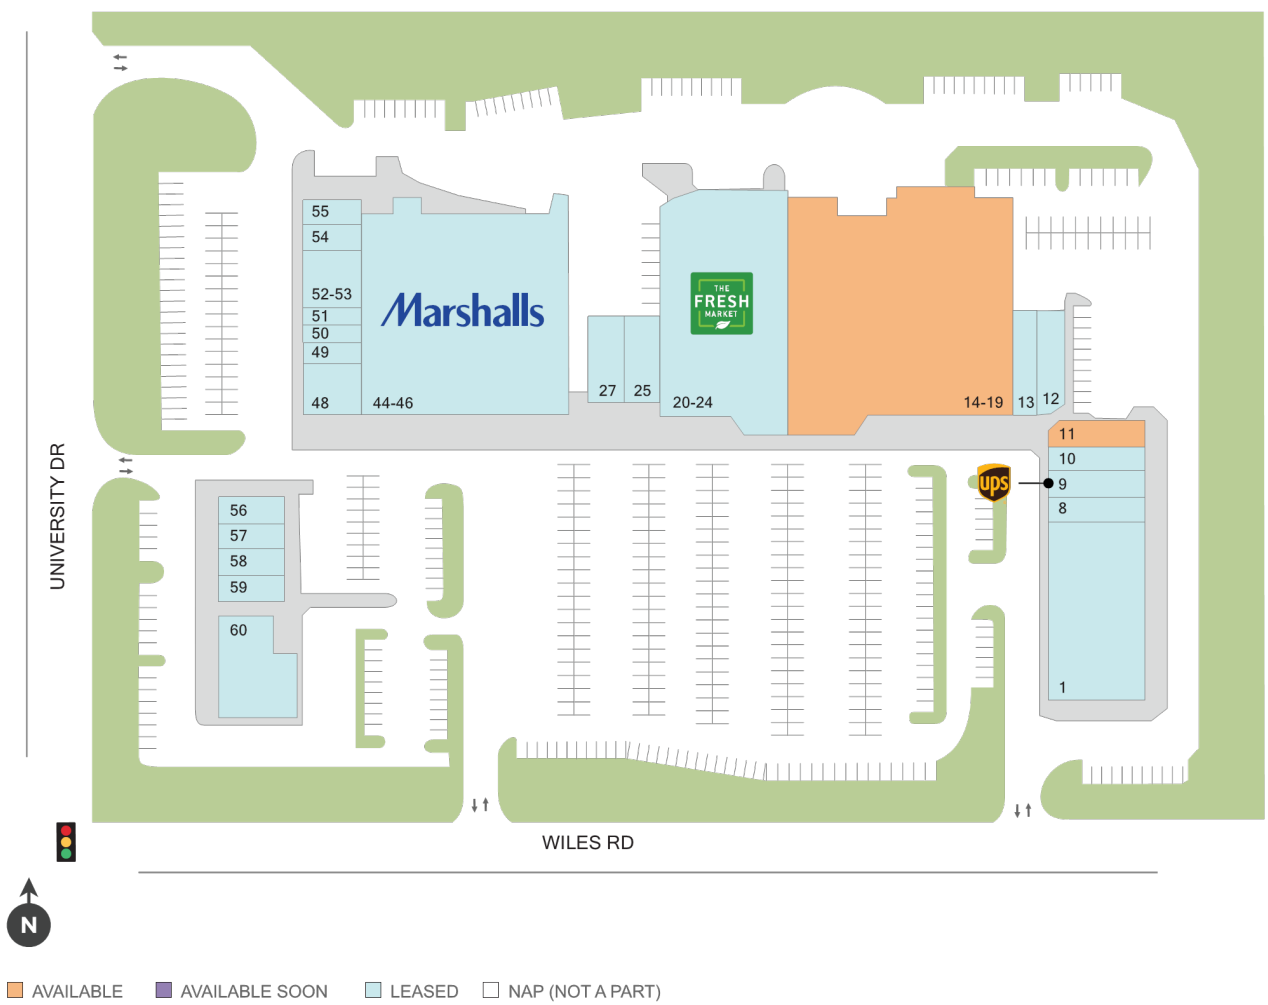 55
54
52-53
51
50
49
48
Marshalls
44-46
27
25
THE
FRESH
MARKET
20-24
14-19
13
12
11
10
ups
9
8
1
UNIVERSITY DR
56
57
58
59
60
WILES RD
N
AVAILABLE
AVAILABLE SOON
LEASED
NAP (NOT A PART)